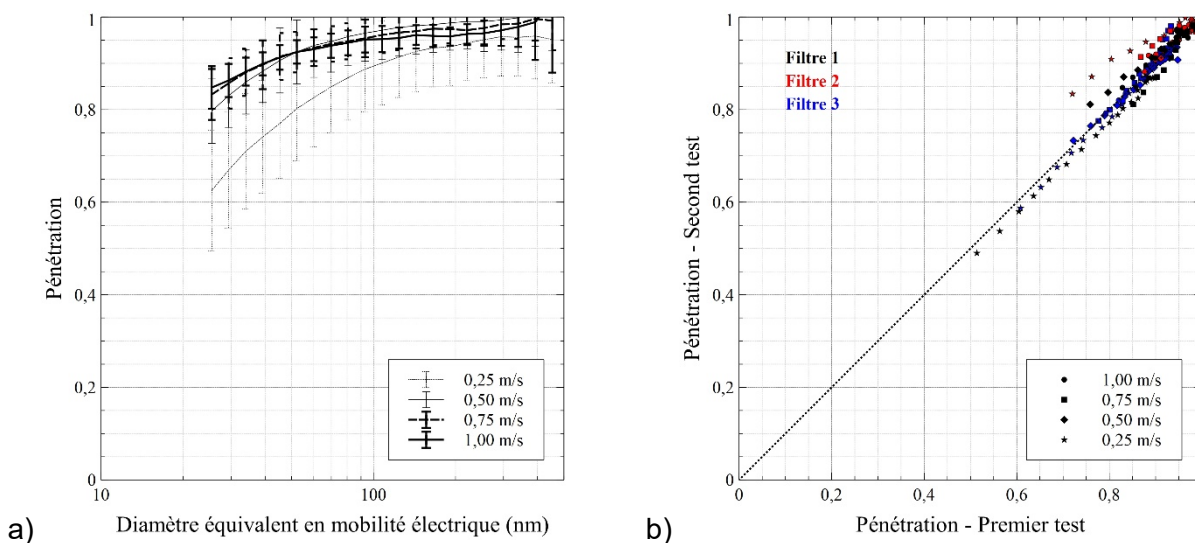 1
0,8
0,6
0,4
0,2
0
Pénétration
10
100
0,25 m/s
0,50 m/s
0,75 m/s
1,00 m/s
a)
Diamètre équivalent en mobilité électrique (nm)
1
0,8
0,6
0,4
0,2
0
Pénétration - Second test
Filtre 1
Filtre 2
Filtre 3
1,00 m/s
0,75 m/s
0,50 m/s
0,25 m/s
0
0,2
0,4
0,6
0,8
b)
Pénétration - Premier test